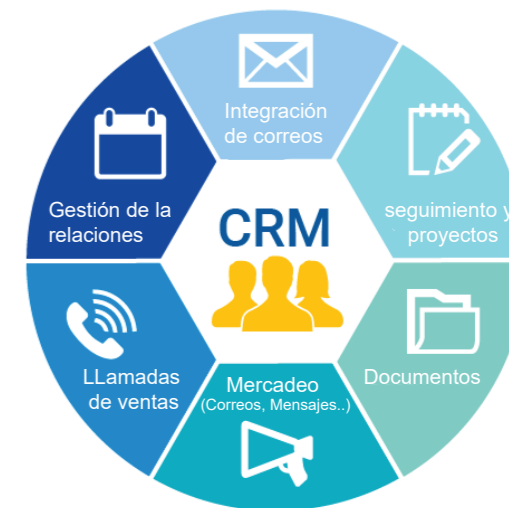 Integración
de correos
seguimiento y
proyectos
Gestión de la
relaciones
CRM
LLamadas
de ventas
Mercadeo
(Correos, Mensajes..)
Documentos